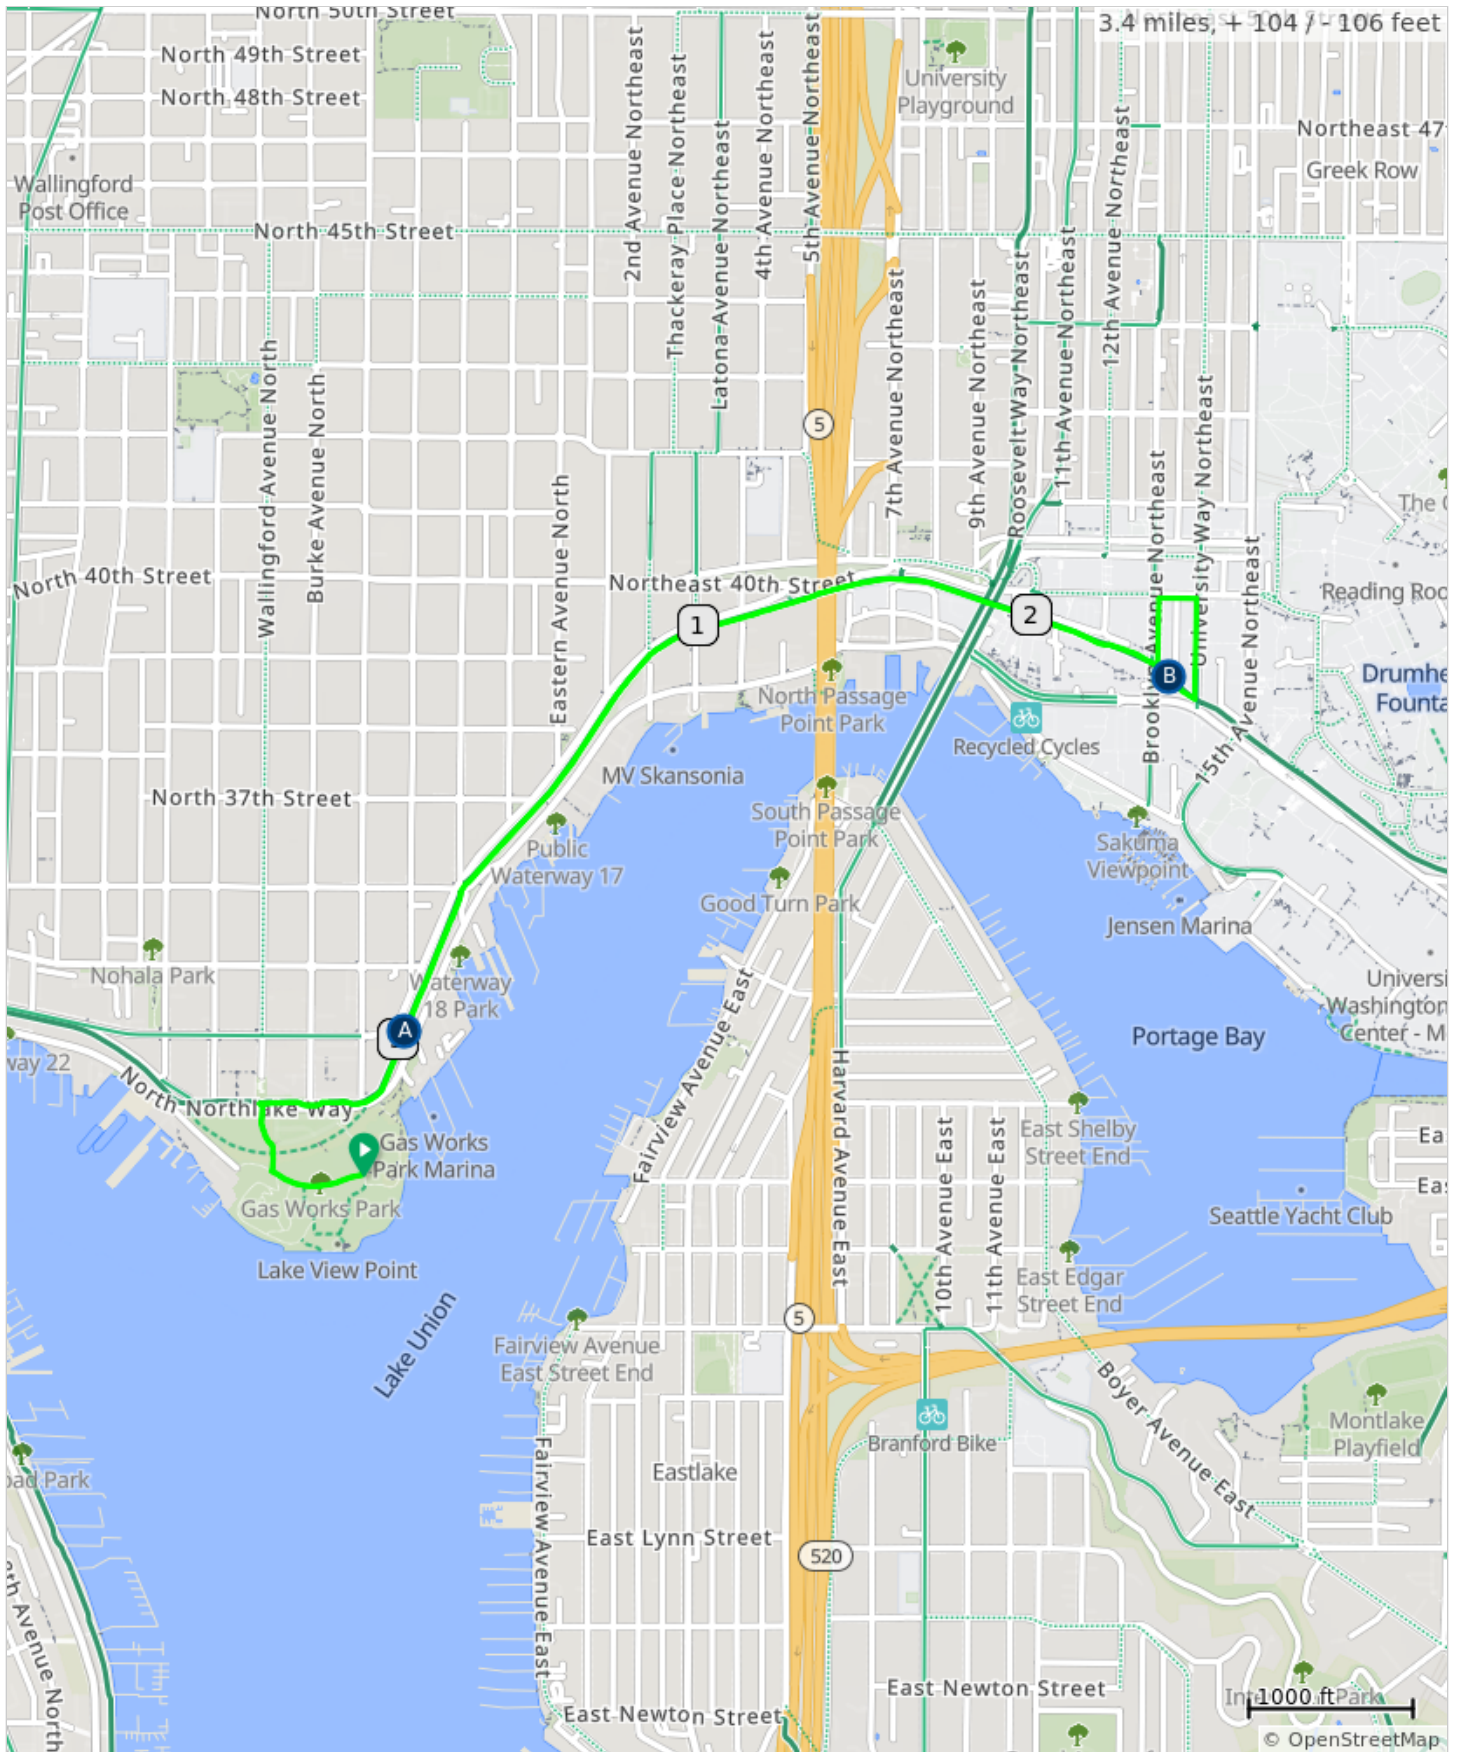 North 50th Street
3.4 miles, + 104 / - 106 feet
North 49th Street
North 48th Street
2nd Avenue Northeast
Thackeray Place Northeast
Latona Avenue Northeast
4th Avenue Northeast
5th Avenue Northeast
University
Playground
Northeast 47
Greek Row
Wallingford
Post Office
North 45th Street
12th Avenue Northeast
11th Avenue Northeast
Roosevelt Way Northeast
9th Avenue Northeast
7th Avenue Northeast
University Way Northeast
Brooklyn Avenue Northeast
15th Avenue Northeast
Wallingford Avenue North
Burke Avenue North
Eastern Avenue North
5
The
North 40th Street
Northeast 40th Street
Reading Roo
1
2
B
Drumhe
Founta
North Passage
Point Park
Recycled Cycles
MV Skansonia
North 37th Street
South Passage
Point Park
Public
Waterway 17
Sakuma
Viewpoint
Good Turn Park
Jensen Marina
Nohala Park
Waterway
18 Park
Universi
Washington
Center - M
A
Portage Bay
way 22
North Northlake Way
Fairview Avenue East
Harvard Avenue East
10th Avenue East
11th Avenue East
East Shelby
Street End
Ea
Eas
Gas Works
Park Marina
Gas Works Park
Seattle Yacht Club
Lake View Point
East Edgar
Street End
Lake Union
5
Fairview Avenue
East Street End
Boyer Avenue East
Montlake
Playfield
Branford Bike
oad Park
Eastlake
Fairview Avenue East
East Lynn Street
520
East Newton Street
East Newton Street
Park
1000 ft
© OpenStreetMap